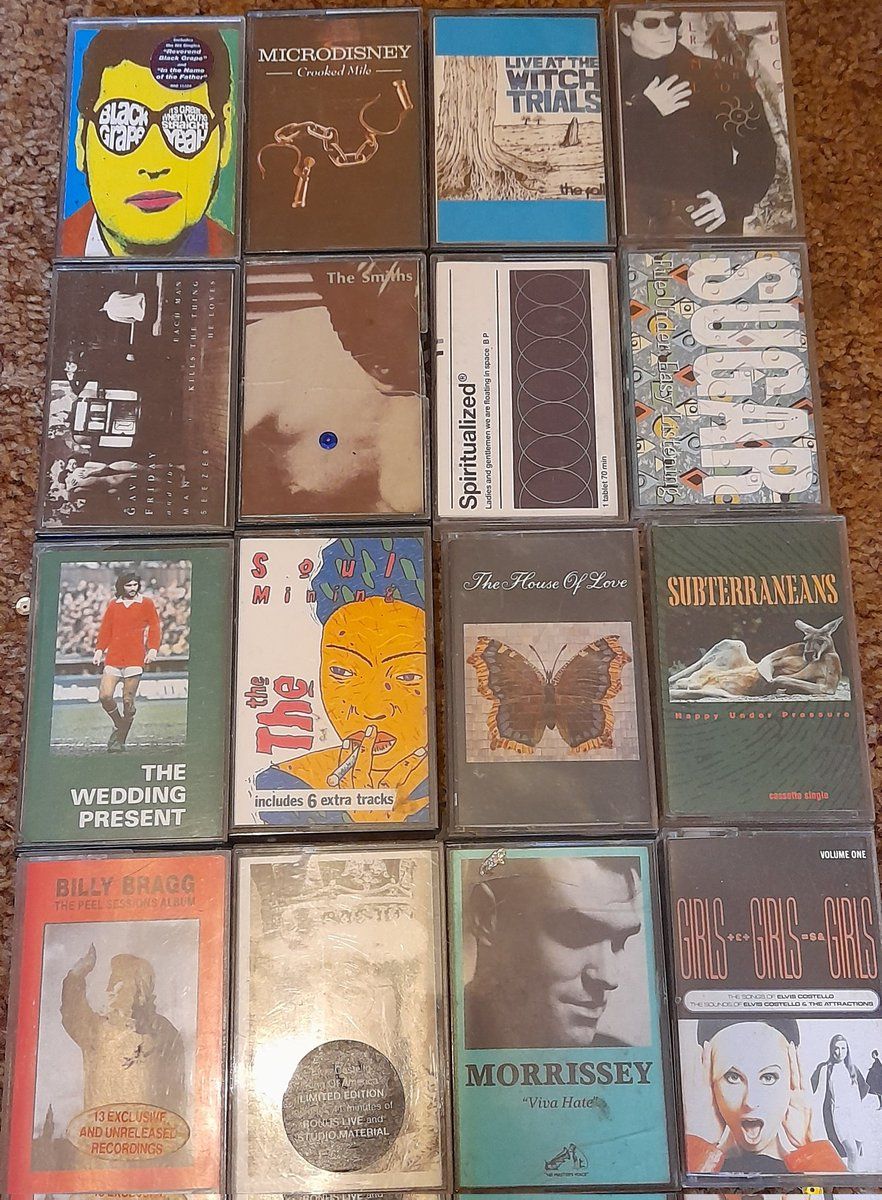 Includes
the Hit Singles
"Reverend
Black Grape"
and
"In the Name
of the Father"
BLACK
GRAPE
IT'S GREAT
WHEN YOU'RE
STRAIGHT
YEAH
MICRODISNEY
Crooked Mile
LIVE AT THE
WITCH
TRIALS
the fall
EACH MAN
KILLS THE THING
HE LOVES
GAVIN
FRIDAY
and the
MAN
SEEZER
The Smiths
Spiritualized®
Ladies and gentlemen we are floating in space BP
1 tablet 70 min
SUGAR
File Under: Easy Listening
THE
WEDDING
PRESENT
Soul
Mining
the
The
includes 6 extra tracks
The House Of Love
SUBTERRANEANS
Happy Under Pressure
cassette single
BILLY BRAGG
THE PEEL SESSIONS ALBUM
13 EXCLUSIVE
AND UNRELEASED
RECORDINGS
LIMITED EDITION
minutes of
BONUS LIVE and
STUDIO MATERIAL
MORRISSEY
"Viva Hate"
"HIS MASTER'S VOICE"
VOLUME ONE
GIRLS +£+ GIRLS =$& GIRLS
THE SONGS OF ELVIS COSTELLO
THE SOUNDS OF ELVIS COSTELLO & THE ATTRACTIONS